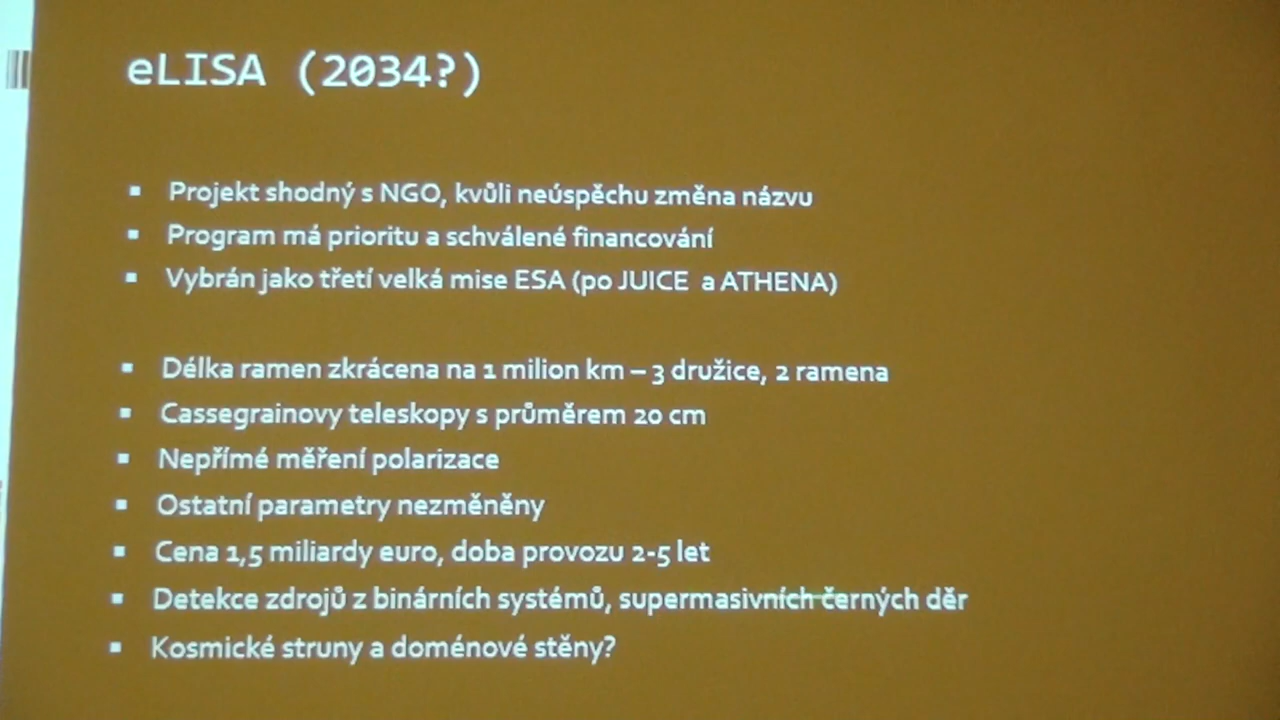 eLISA (2034?)
▪ Projekt shodný s NGO, kvůli neúspěchu změna názvu
▪ Program má prioritu a schválené financování
▪ Vybrán jako třetí velká mise ESA (po JUICE a ATHENA)
▪ Délka ramen zkrácena na 1 milion km – 3 družice, 2 ramena
▪ Cassegrainovy teleskopy s průměrem 20 cm
▪ Nepřímé měření polarizace
▪ Ostatní parametry nezměněny
▪ Cena 1,5 miliardy euro, doba provozu 2-5 let
▪ Detekce zdrojů z binárních systémů, supermasivních černých děr
▪ Kosmické struny a doménové stěny?